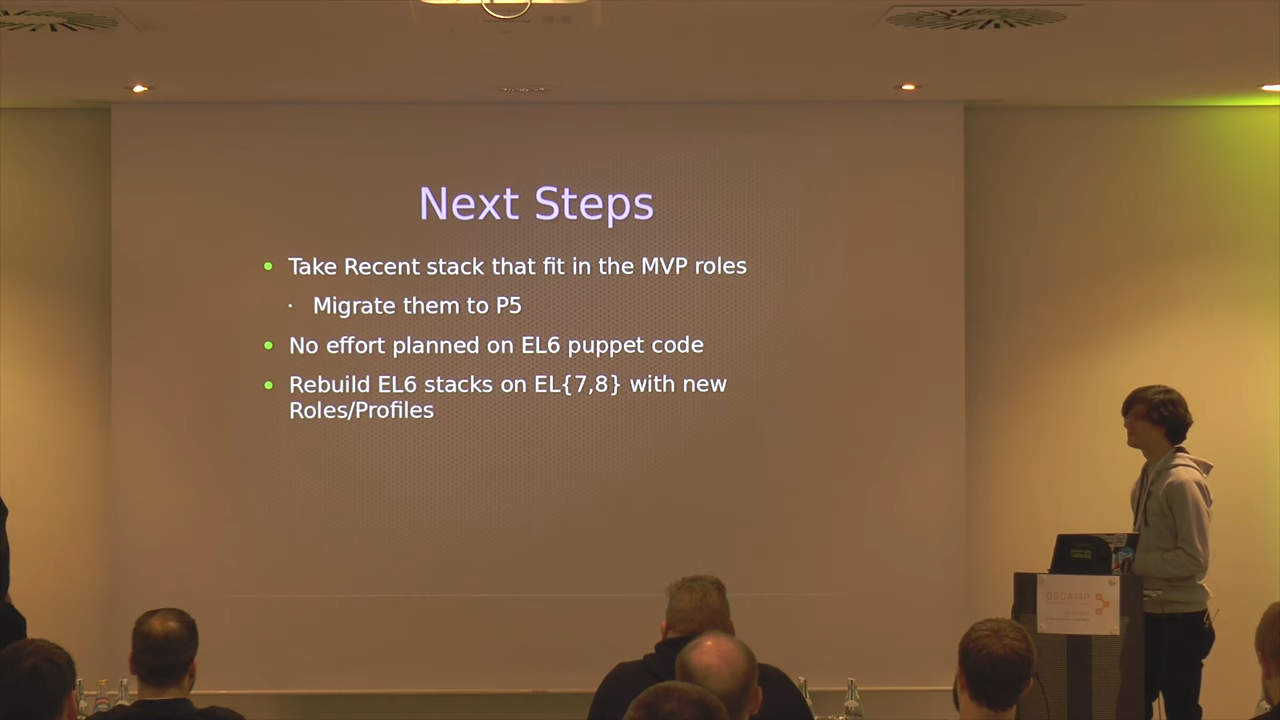 Next Steps
Take Recent stack that fit in the MVP roles
Migrate them to P5
No effort planned on EL6 puppet code
Rebuild EL6 stacks on EL{7,8} with new
Roles/Profiles
OSCAMP